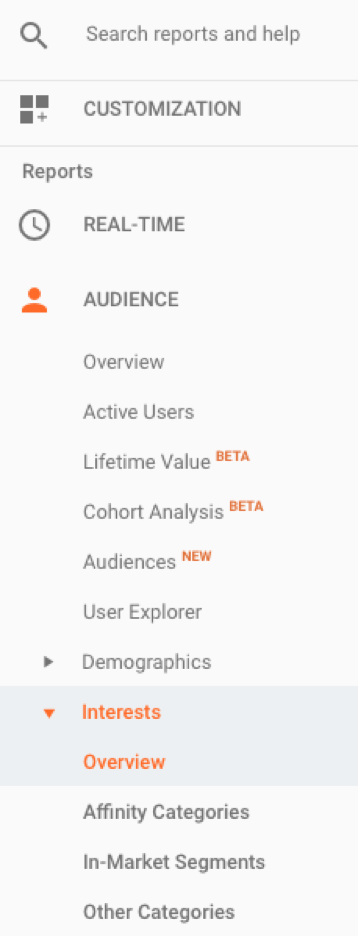 Search reports and help
CUSTOMIZATION
Reports
REAL-TIME
AUDIENCE
Overview
Active Users
Lifetime Value BETA
Cohort Analysis BETA
Audiences NEW
User Explorer
Demographics
Interests
Overview
Affinity Categories
In-Market Segments
Other Categories